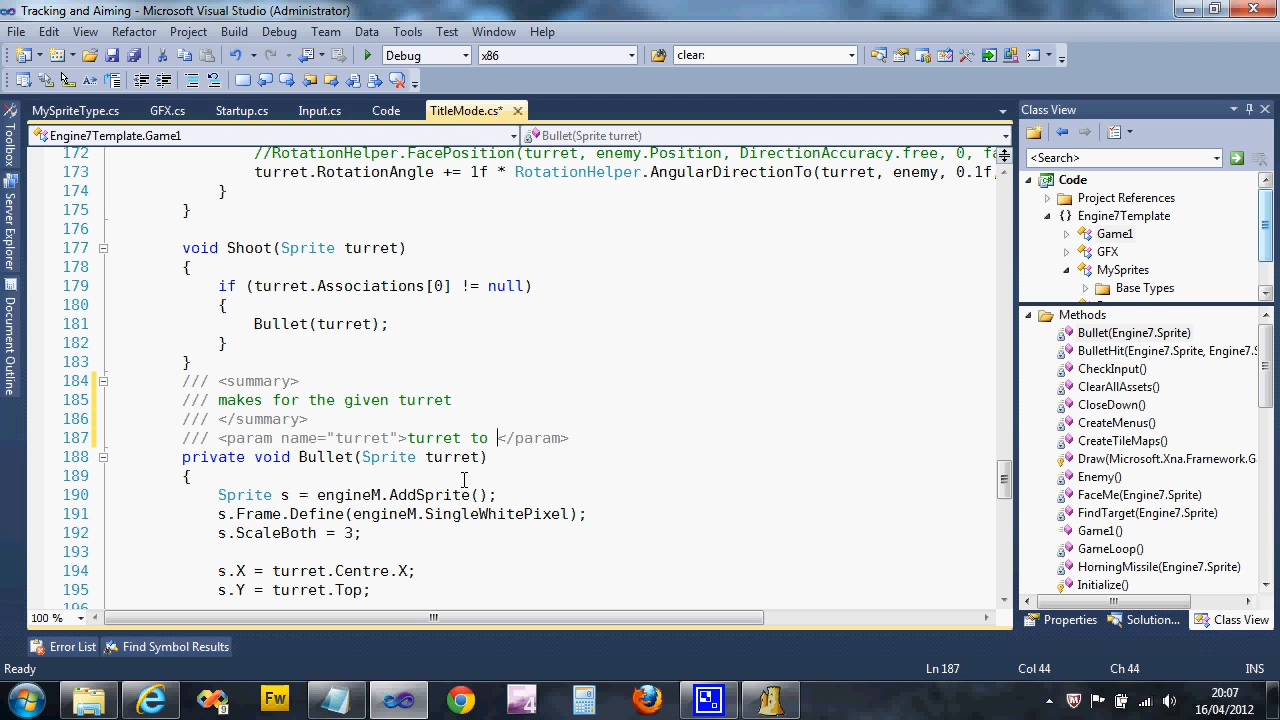 Tracking and Aiming - Microsoft Visual Studio (Administrator)
File Edit View Refactor Project Build Debug Team Data Tools Test Window Help
Debug x86 clear:
MySpriteType.cs GFX.cs Startup.cs Input.cs Code TitleMode.cs*
Engine7Template.Game1 Bullet(Sprite turret)
172 //RotationHelper.FacePosition(turret, enemy.Position, DirectionAccuracy.free, 0, fa
173 turret.RotationAngle += 1f * RotationHelper.AngularDirectionTo(turret, enemy, 0.1f,
174 }
175 }
176
177 void Shoot(Sprite turret)
178 {
179 if (turret.Associations[0] != null)
180 {
181 Bullet(turret);
182 }
183 }
184 /// <summary>
185 /// makes for the given turret
186 /// </summary>
187 /// <param name="turret">turret to </param>
188 private void Bullet(Sprite turret)
189 {
190 Sprite s = engineM.AddSprite();
191 s.Frame.Define(engineM.SingleWhitePixel);
192 s.ScaleBoth = 3;
193
194 s.X = turret.Centre.X;
195 s.Y = turret.Top;
196
100 %
Toolbox
Server Explorer
Document Outline
Class View
<Search>
Code
Project References
Engine7Template
Game1
GFX
MySprites
Base Types
Methods
Bullet(Engine7.Sprite)
BulletHit(Engine7.Sprite, Engine7.S
CheckInput()
ClearAllAssets()
CloseDown()
CreateMenus()
CreateTileMaps()
Draw(Microsoft.Xna.Framework.G
Enemy()
FaceMe(Engine7.Sprite)
FindTarget(Engine7.Sprite)
Game1()
GameLoop()
HomingMissile(Engine7.Sprite)
Initialize()
Properties Solution... Class View
Error List Find Symbol Results
Ready Ln 187 Col 44 Ch 44 INS
Fw
20:07
16/04/2012